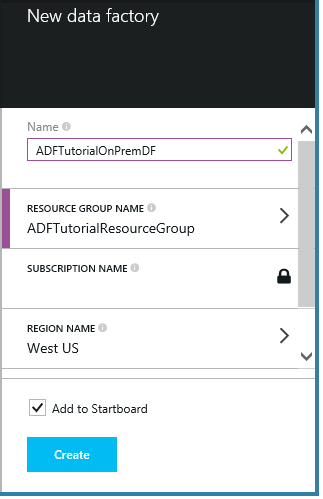 New data factory
Name
ADFTutorialOnPremDF
RESOURCE GROUP NAME
ADFTutorialResourceGroup
SUBSCRIPTION NAME
REGION NAME
West US
Add to Startboard
Create